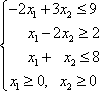 -2x₁+3x₂≤9
x₁-2x₂≥2
x₁+ x₂≤8
x₁≥0, x₂≥0